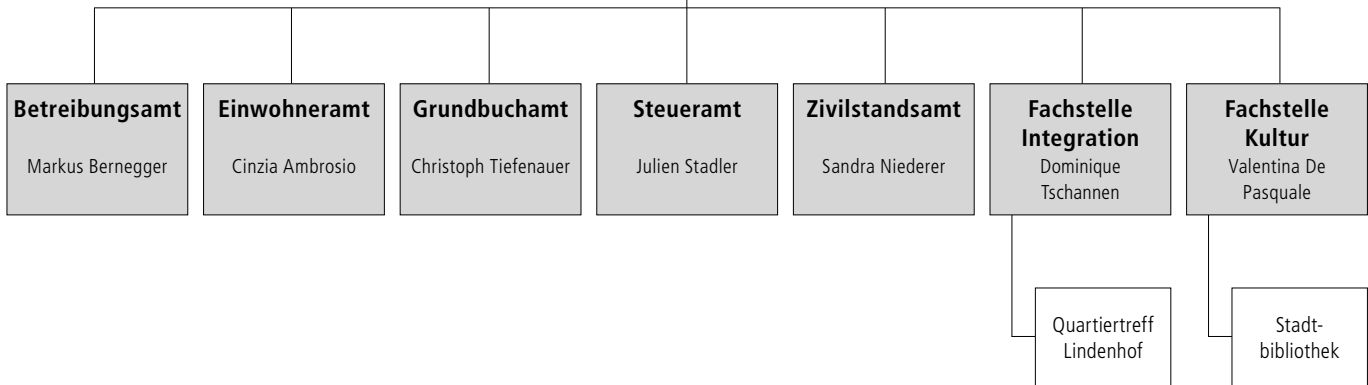 Betreibungsamt
Markus Bernegger
Einwohneramt
Cinzia Ambrosio
Grundbuchamt
Christoph Tiefenauer
Steueramt
Julien Stadler
Zivilstandsamt
Sandra Niederer
Fachstelle
Integration
Dominique
Tschannen
Fachstelle
Kultur
Valentina De
Pasquale
Quartiertreff
Lindenhof
Stadt-
bibliothek